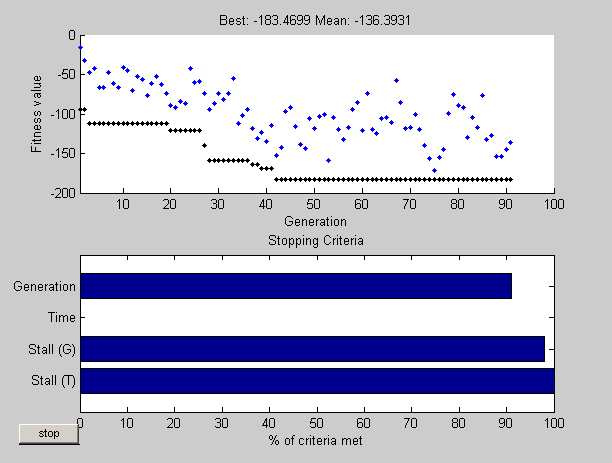 Best: -183.4699 Mean: -136.3931
0
-50
-100
-150
-200
Fitness value
10 20 30 40 50 60 70 80 90 100
Generation
Stopping Criteria
Generation
Time
Stall (G)
Stall (T)
0 10 20 30 40 50 60 70 80 90 100
% of criteria met
stop